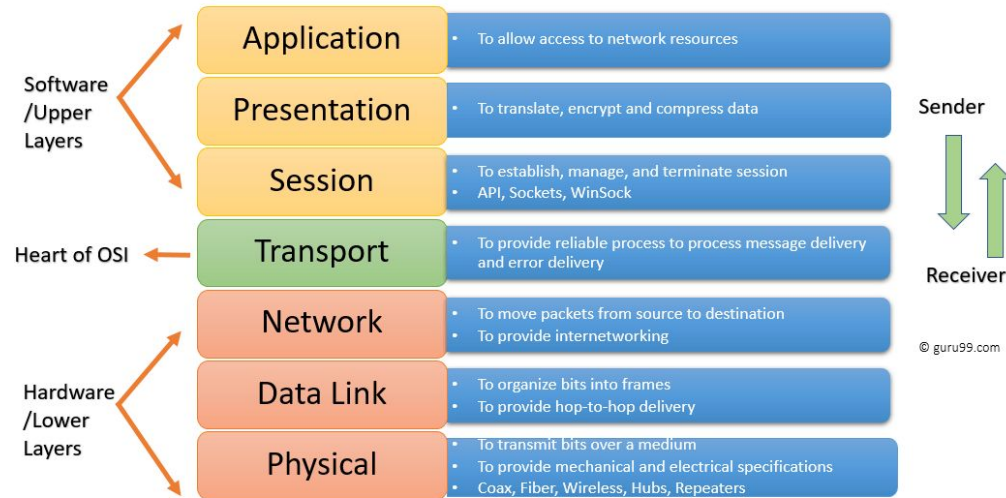 Application
• To allow access to network resources
Software
/Upper
Layers
Presentation
• To translate, encrypt and compress data
Sender
Session
• To establish, manage, and terminate session
• API, Sockets, WinSock
Heart of OSI
Transport
• To provide reliable process to process message delivery
and error delivery
Receiver
Network
• To move packets from source to destination
• To provide internetworking
© guru99.com
Hardware
/Lower
Layers
Data Link
• To organize bits into frames
• To provide hop-to-hop delivery
Physical
• To transmit bits over a medium
• To provide mechanical and electrical specifications
• Coax, Fiber, Wireless, Hubs, Repeaters